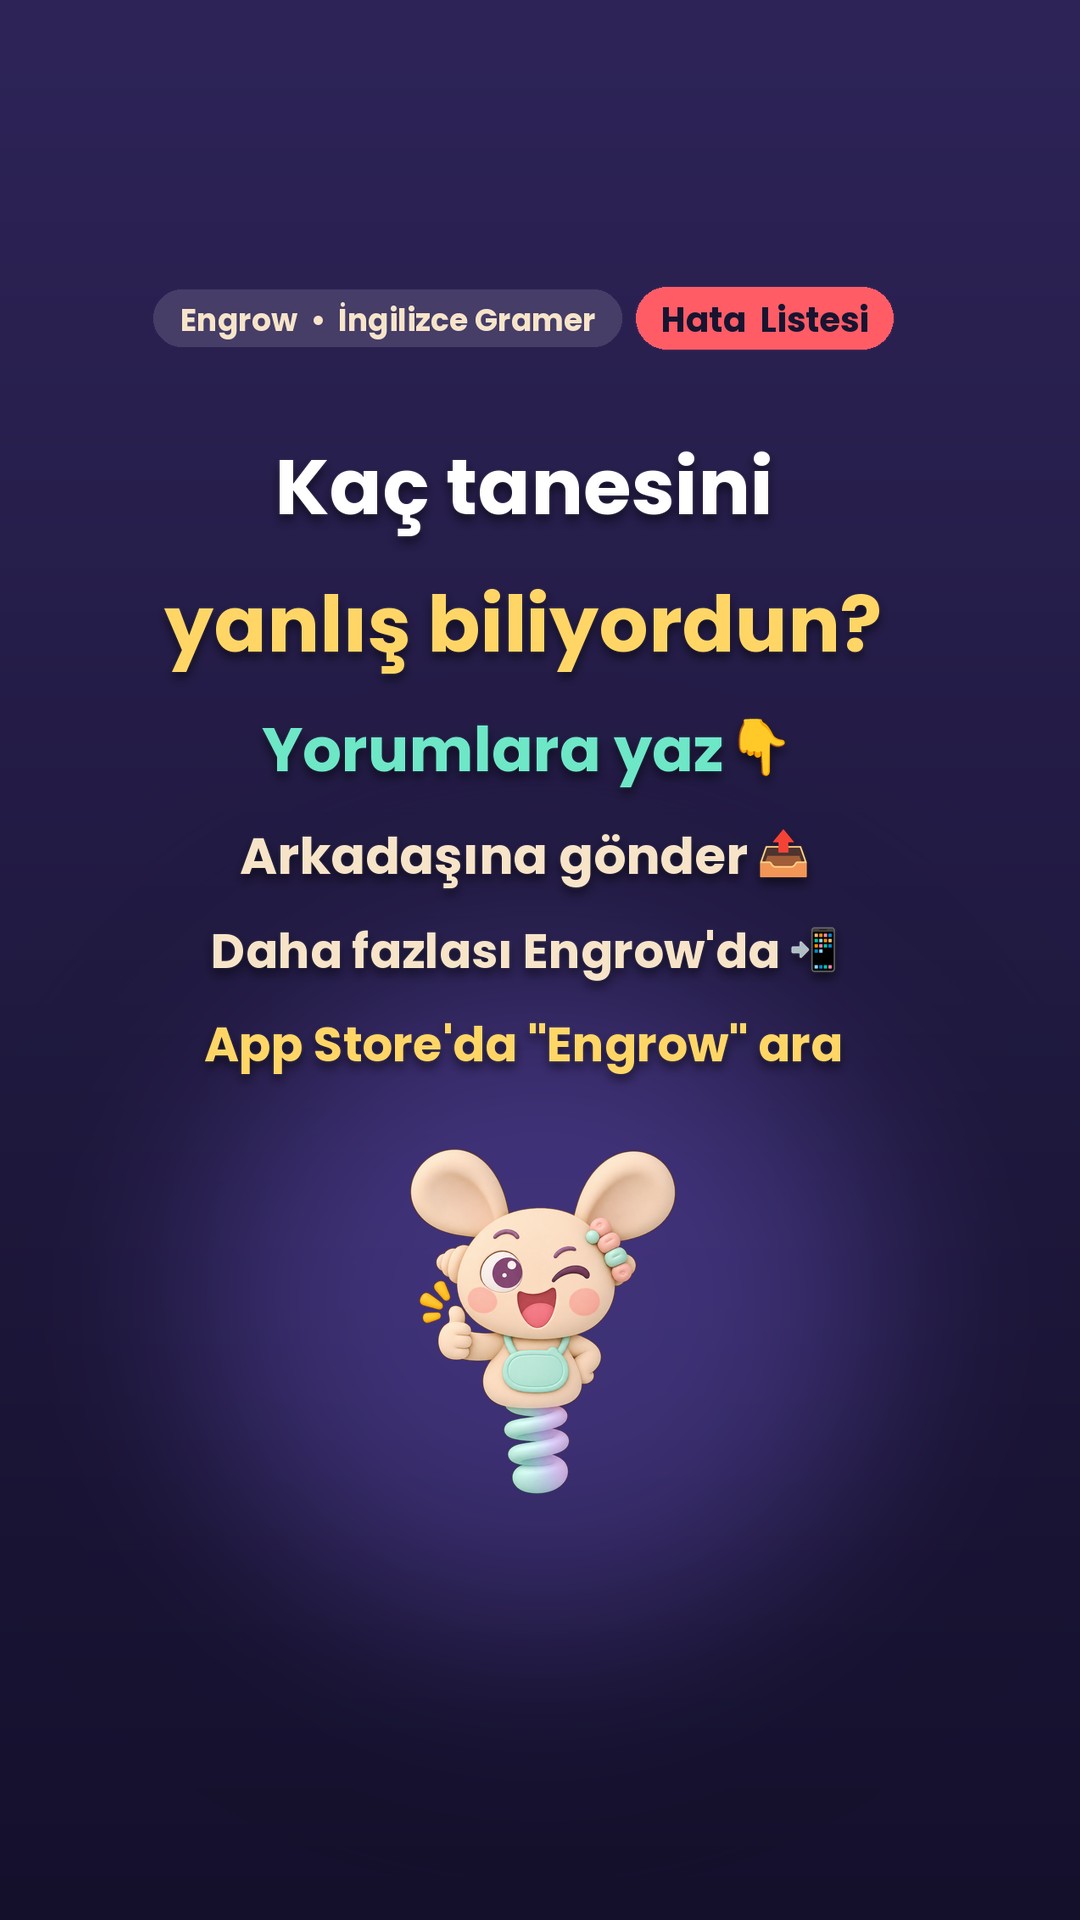 Engrow • İngilizce Gramer Hata Listesi
Kaç tanesini
yanlış biliyordun?
Yorumlara yaz 👇
Arkadaşına gönder 📤
Daha fazlası Engrow'da 📲
App Store'da "Engrow" ara